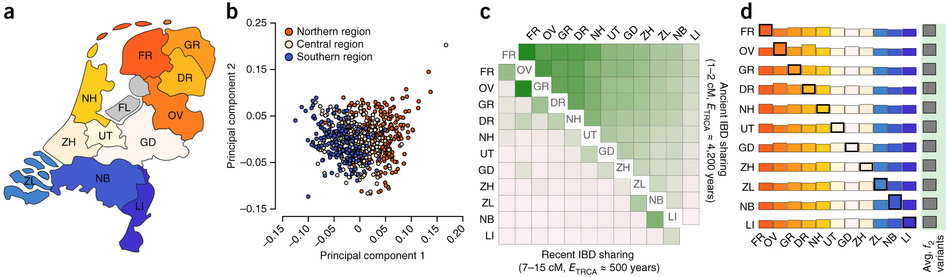 a
FR
GR
DR
NH
FL
OV
UT
ZH
GD
ZL
NB
LI
b
0.25
0.15
0.05
−0.05
−0.15
Principal component 2
Northern region
Central region
Southern region
−0.15
−0.10
−0.05
0
0.05
0.10
0.15
0.20
Principal component 1
c
FR OV GR DR NH UT GD ZH ZL NB LI
FR OV GR DR NH UT GD ZH ZL NB LI
FR
OV
GR
DR
NH
UT
GD
ZH
ZL
NB
LI
Recent IBD sharing
(7–15 cM, ETRCA ≈ 500 years)
Ancient IBD sharing
(1–2 cM, ETRCA ≈ 4,200 years)
d
FR
OV
GR
DR
NH
UT
GD
ZH
ZL
NB
LI
FR OV GR DR NH UT GD ZH ZL NB LI
Avg. f2
variants